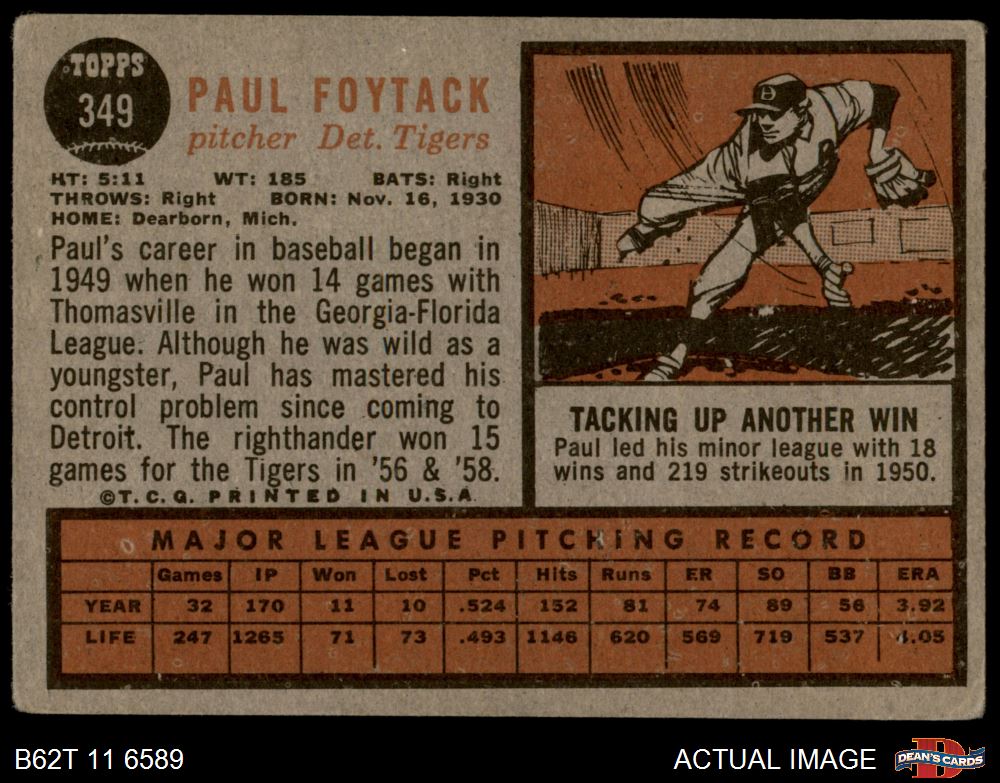 TOPPS
349
PAUL FOYTACK
pitcher Det. Tigers
HT: 5:11 WT: 185 BATS: Right
THROWS: Right BORN: Nov. 16, 1930
HOME: Dearborn, Mich.
Paul's career in baseball began in
1949 when he won 14 games with
Thomasville in the Georgia-Florida
League. Although he was wild as a
youngster, Paul has mastered his
control problem since coming to
Detroit. The righthander won 15
games for the Tigers in '56 & '58.
©T. C. G. PRINTED IN U.S.A.
TACKING UP ANOTHER WIN
Paul led his minor league with 18
wins and 219 strikeouts in 1950.
MAJOR LEAGUE PITCHING RECORD
Games IP Won Lost Pct Hits Runs ER SO BB ERA
YEAR 32 170 11 10 .524 152 81 74 89 56 3.92
LIFE 247 1265 71 73 .493 1146 620 569 719 537 4.05
B62T 11 6589
ACTUAL IMAGE
DEAN'S CARDS